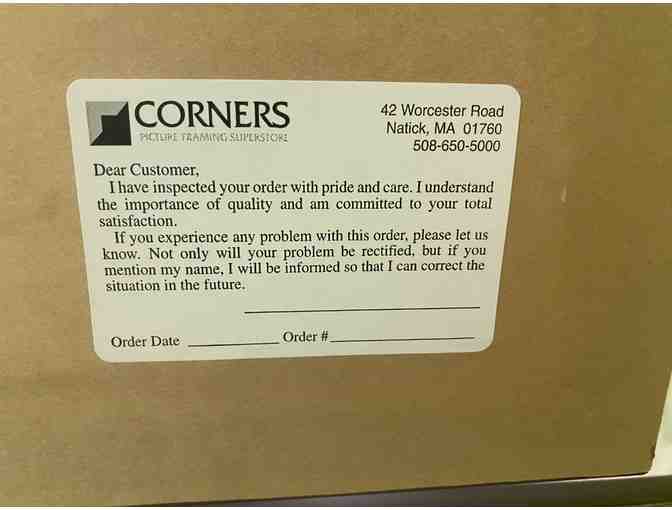 CORNERS
PICTURE FRAMING SUPERSTORE
42 Worcester Road
Natick, MA 01760
508-650-5000
Dear Customer,
I have inspected your order with pride and care. I understand
the importance of quality and am committed to your total
satisfaction.
If you experience any problem with this order, please let us
know. Not only will your problem be rectified, but if you
mention my name, I will be informed so that I can correct the
situation in the future.
Order Date ____________ Order # ____________________